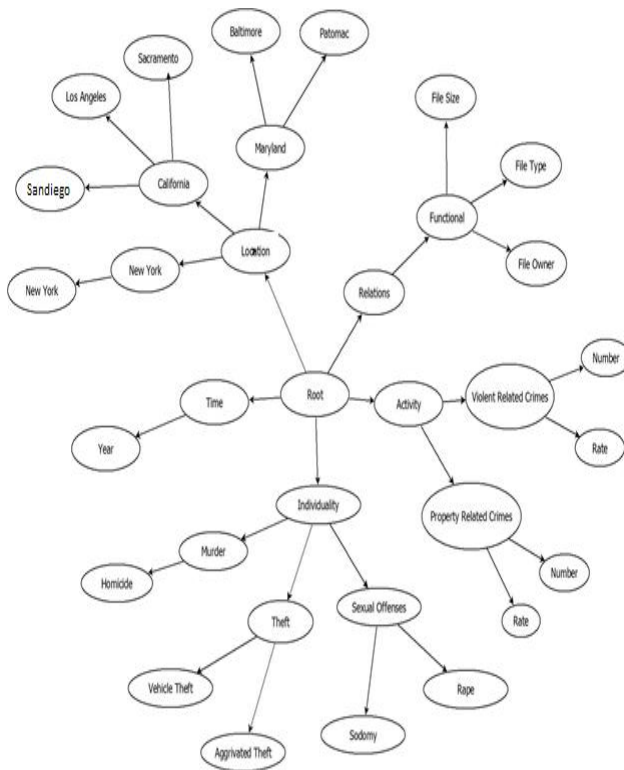 Baltimore
Patomac
Sacramento
Los Angeles
File Size
Maryland
File Type
California
Sandiego
Functional
Location
File Owner
New York
New York
Relations
Number
Root
Time
Activity
Violent Related Crimes
Year
Rate
Individuality
Property Related Crimes
Murder
Number
Homicide
Sexual Offenses
Theft
Rate
Vehicle Theft
Rape
Sodomy
Aggrivated Theft